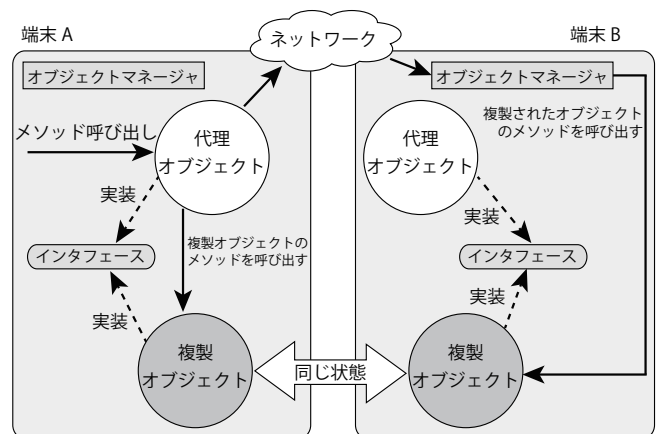 端末 A
ネットワーク
端末 B
オブジェクトマネージャ
オブジェクトマネージャ
メソッド呼び出し
代理
オブジェクト
代理
オブジェクト
複製されたオブジェクト
のメソッドを呼び出す
実装
実装
インタフェース
複製オブジェクトの
メソッドを呼び出す
インタフェース
実装
実装
複製
オブジェクト
同じ状態
複製
オブジェクト